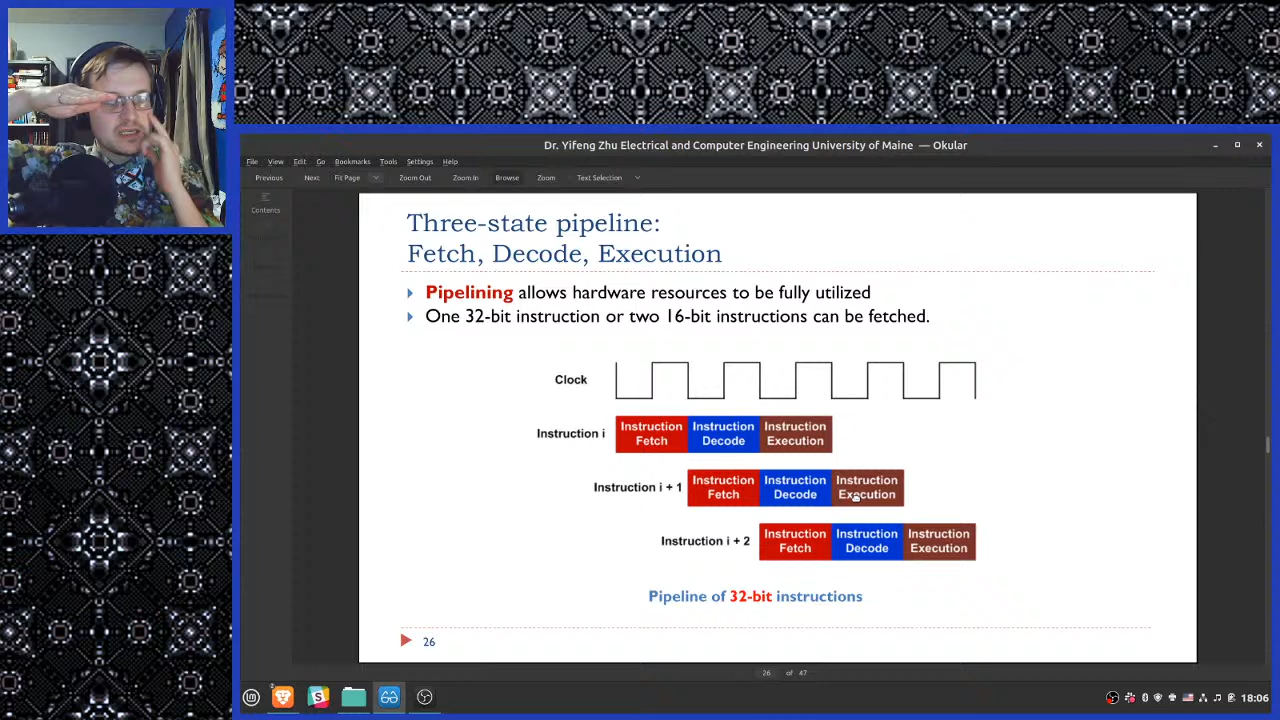 Dr. Yifeng Zhu Electrical and Computer Engineering University of Maine — Okular
File View Edit Go Bookmarks Tools Settings Help
Previous Next Fit Page Zoom Out Zoom In Browse Zoom Text Selection
Contents
Three-state pipeline:
Fetch, Decode, Execution
Pipelining allows hardware resources to be fully utilized
One 32-bit instruction or two 16-bit instructions can be fetched.
Clock
Instruction i
Instruction Fetch
Instruction Decode
Instruction Execution
Instruction i + 1
Instruction Fetch
Instruction Decode
Instruction Execution
Instruction i + 2
Instruction Fetch
Instruction Decode
Instruction Execution
Pipeline of 32-bit instructions
26
26 of 47
18:06